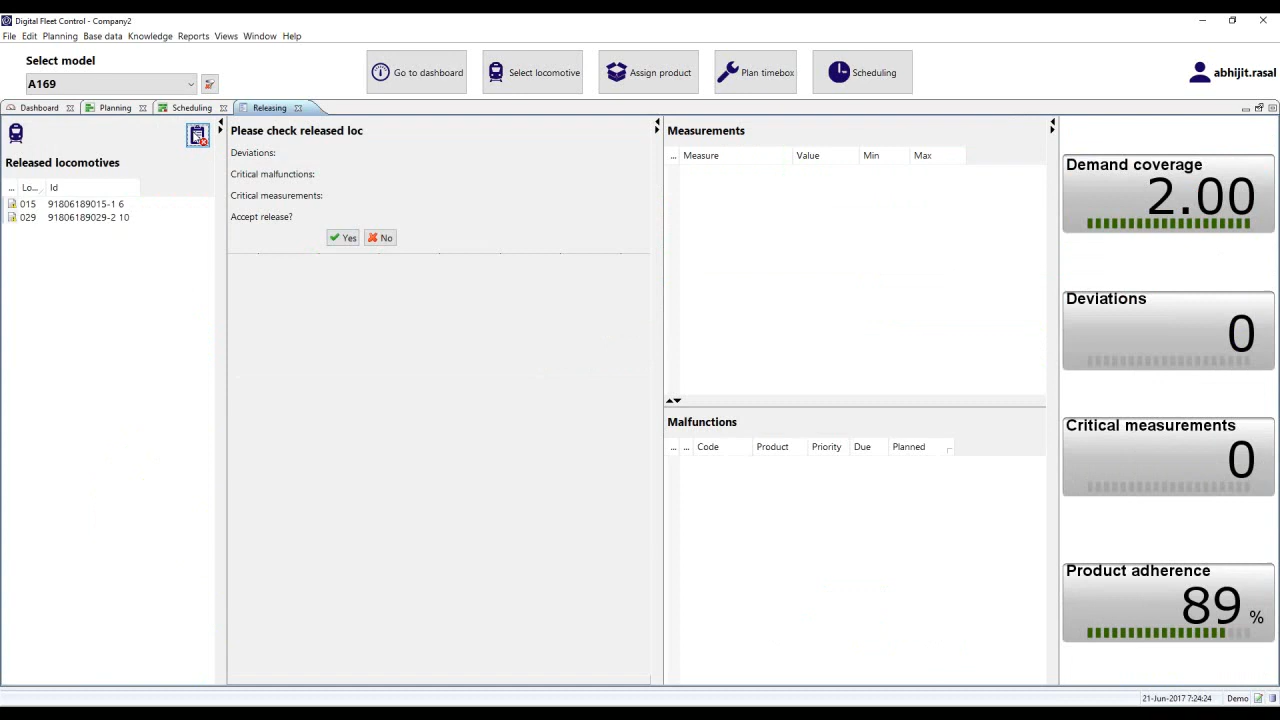 Digital Fleet Control - Company2
File Edit Planning Base data Knowledge Reports Views Window Help
Select model
A169
Go to dashboard
Select locomotive
Assign product
Plan timebox
Scheduling
abhijit.rasal
Dashboard
Planning
Scheduling
Releasing
Released locomotives
... Lo... Id
015 91806189015-1 6
029 91806189029-2 10
Please check released loc
Deviations:
Critical malfunctions:
Critical measurements:
Accept release?
Yes No
Measurements
... Measure Value Min Max
Malfunctions
... ... Code Product Priority Due Planned
Demand coverage
2.00
Deviations
0
Critical measurements
0
Product adherence
89 %
21-Jun-2017 7:24:24 Demo